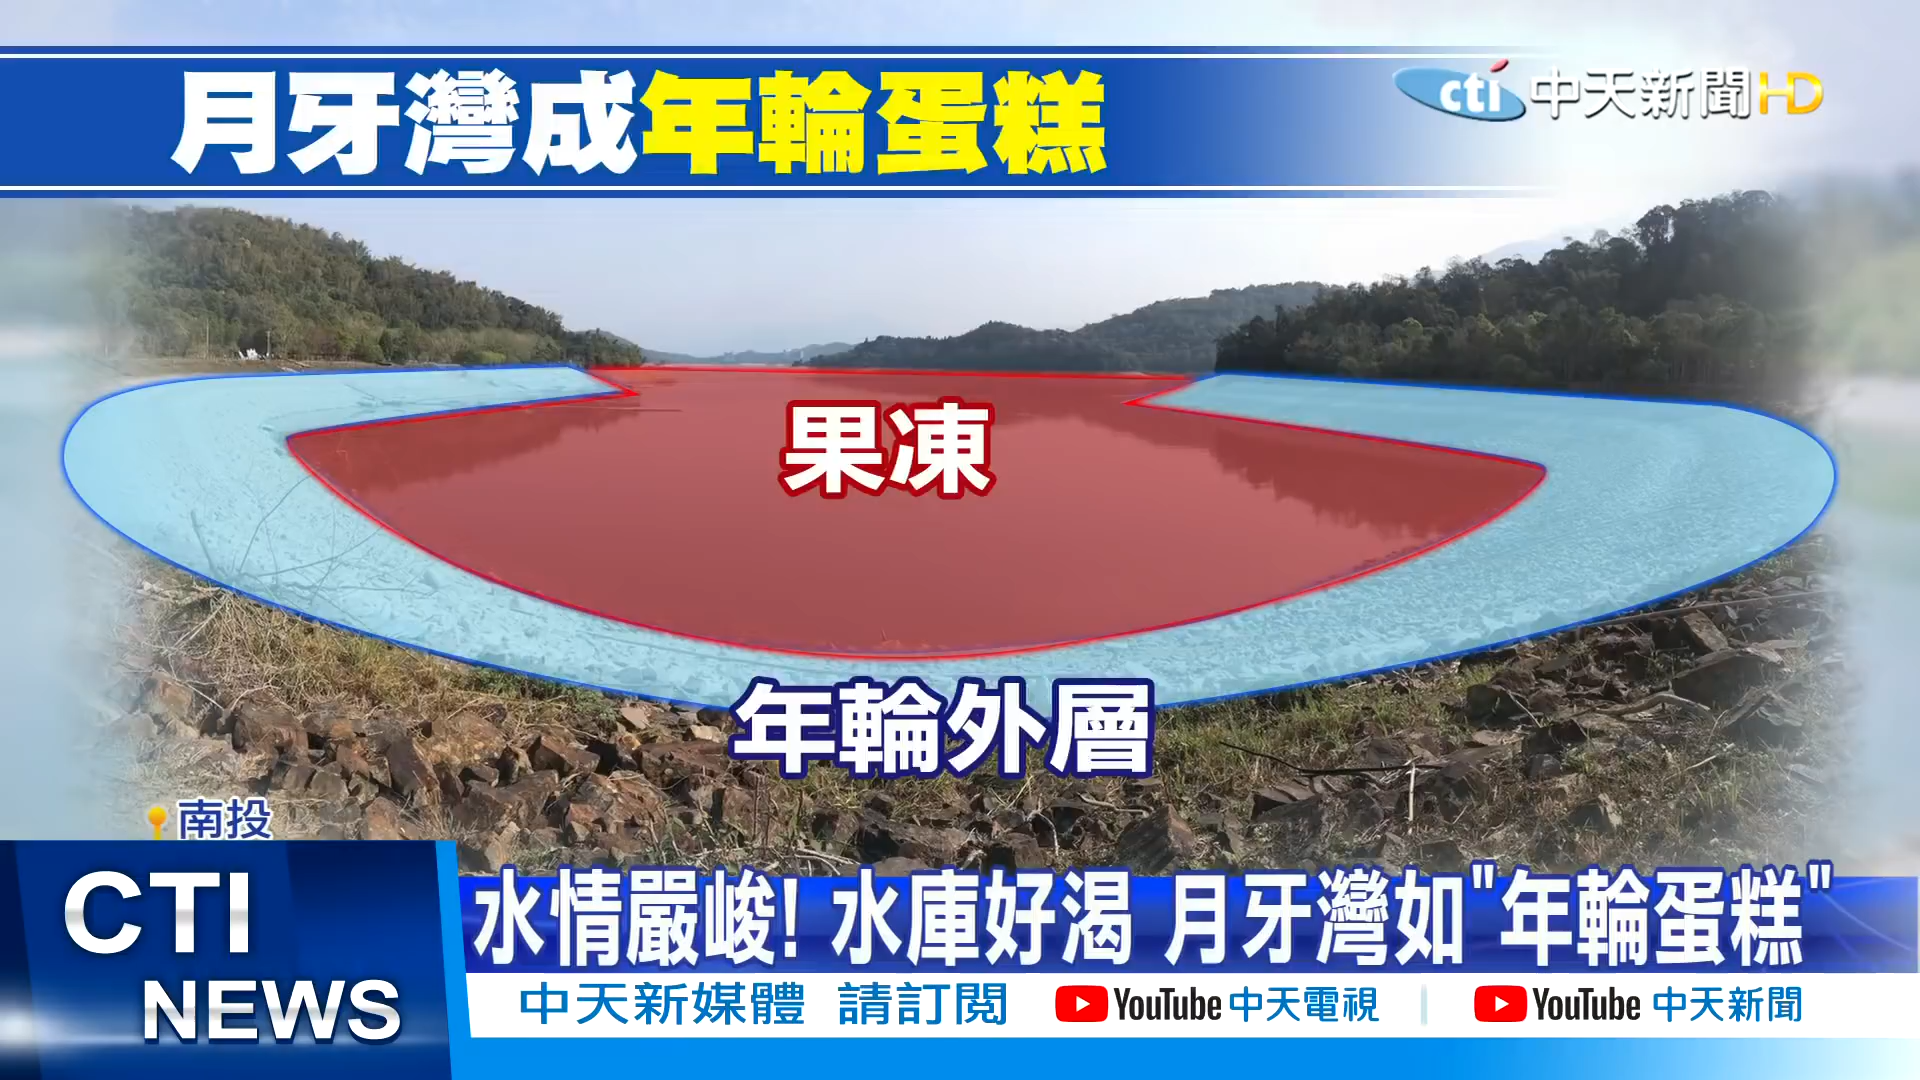 月牙灣成年輪蛋糕
cti 中天新聞HD
果凍
年輪外層
南投
CTI NEWS
水情嚴峻! 水庫好渴 月牙灣如"年輪蛋糕"
中天新媒體 請訂閱 YouTube 中天電視 | YouTube 中天新聞